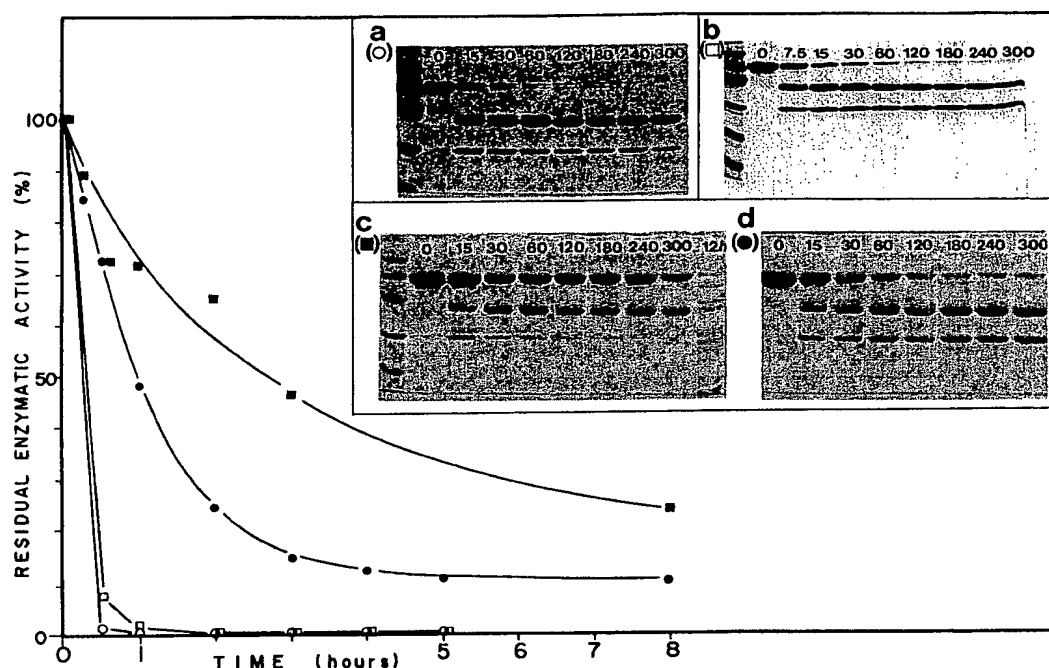 a
(○)
0 15 30 60 120 180 240 300
b
(□)
0 7.5 15 30 60 120 180 240 300
c
(■)
0 15 30 60 120 180 240 300
d
(●)
0 15 30 60 120 180 240 300
RESIDUAL ENZYMATIC ACTIVITY (%)
100
50
0
0 1 2 3 4 5 6 7 8
TIME (hours)